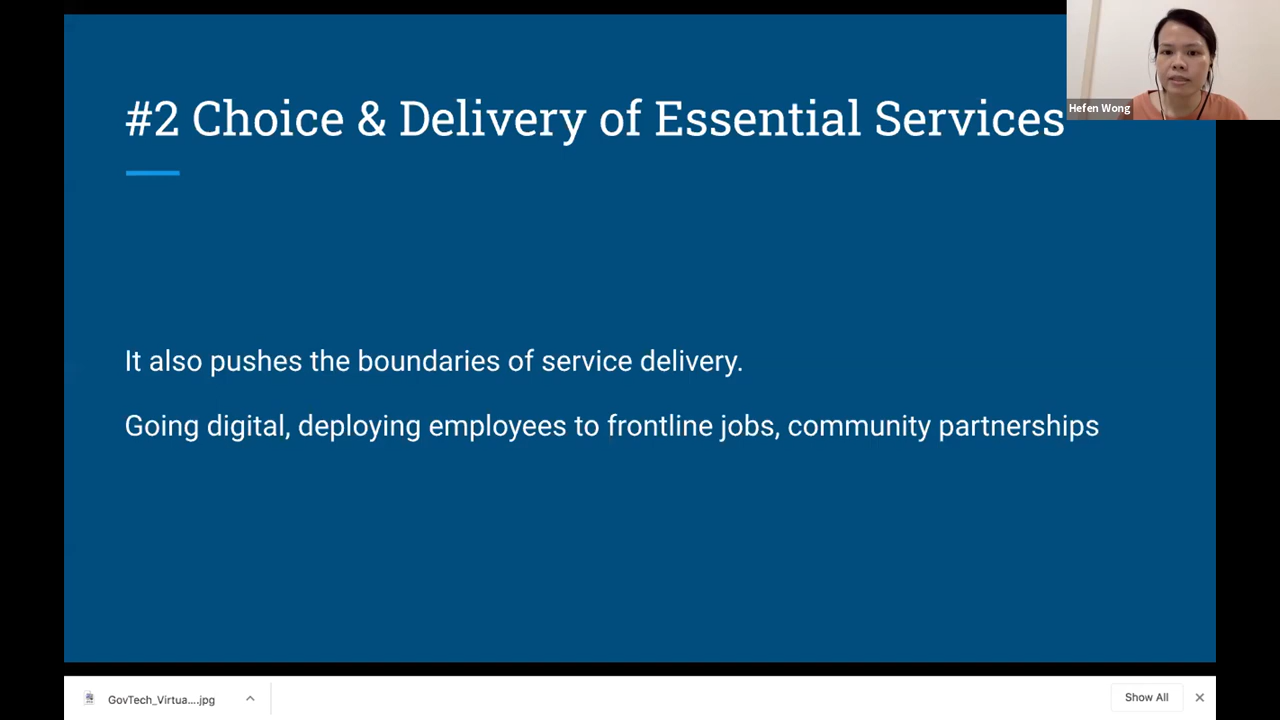 #2 Choice & Delivery of Essential Services
Hefen Wong
It also pushes the boundaries of service delivery.
Going digital, deploying employees to frontline jobs, community partnerships
GovTech_Virtua....jpg
Show All